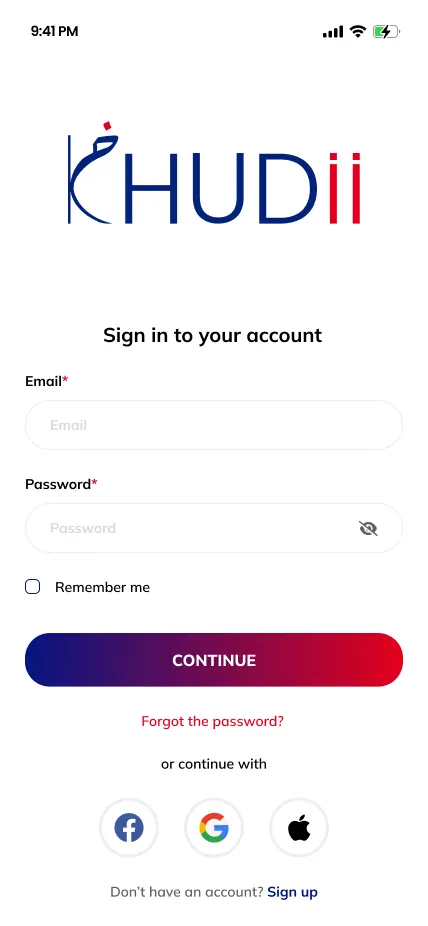 9:41 PM
KHUDii
Sign in to your account
Email*
Email
Password*
Password
Remember me
CONTINUE
Forgot the password?
or continue with
Don't have an account? Sign up